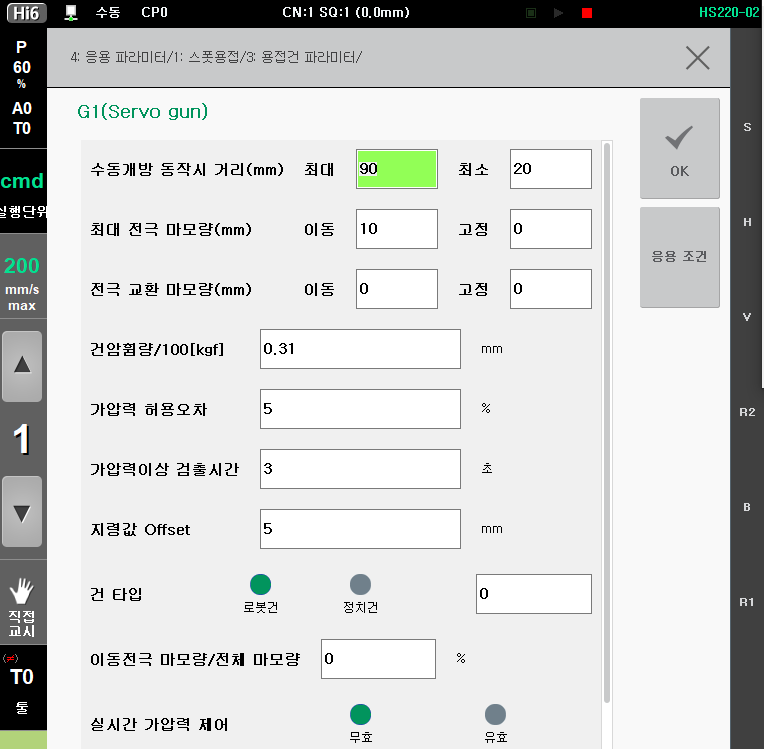 Hi6 수동 CP0 CN:1 SQ:1 (0,0mm) HS220-02
P
60
%
A0
T0
cmd
실행단위
200
mm/s
max
1
직접
교시
(≠)
T0
툴
4: 응용 파라미터/1: 스폿용접/3: 용접건 파라미터/
G1(Servo gun)
수동개방 동작시 거리(mm) 최대 90 최소 20
최대 전극 마모량(mm) 이동 10 고정 0
전극 교환 마모량(mm) 이동 0 고정 0
건암휨량/100[kgf] 0.31 mm
가압력 허용오차 5 %
가압력이상 검출시간 3 초
지령값 Offset 5 mm
건 타입 로봇건 정치건 0
이동전극 마모량/전체 마모량 0 %
실시간 가압력 제어 무효 유효
OK
응용 조건
S
H
V
R2
B
R1